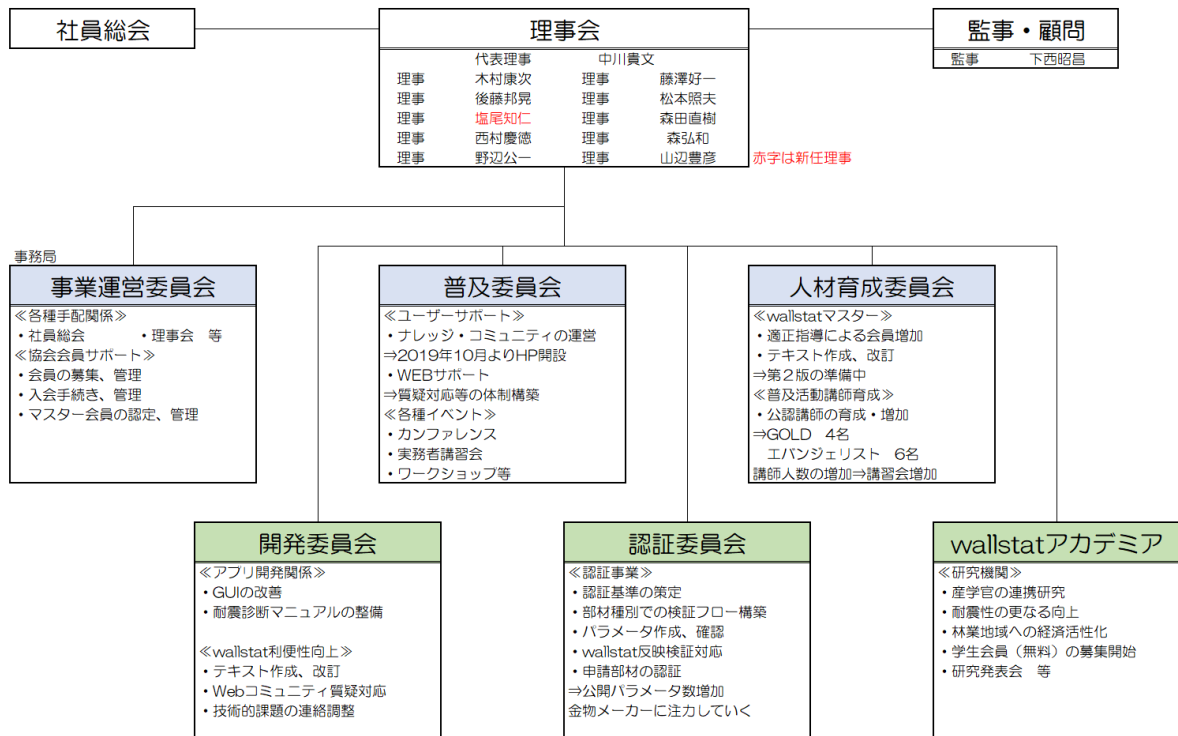 社員総会
理事会
代表理事 中川貴文
理事 木村康次 理事 藤澤好一
理事 後藤邦晃 理事 松本照夫
理事 塩尾知仁 理事 森田直樹
理事 西村慶徳 理事 森弘和
理事 野辺公一 理事 山辺豊彦
赤字は新任理事
監事・顧問
監事 下西昭昌
事務局
事業運営委員会
≪各種手配関係≫
・社員総会 ・理事会 等
≪協会会員サポート≫
・会員の募集、管理
・入会手続き、管理
・マスター会員の認定、管理
普及委員会
≪ユーザーサポート≫
・ナレッジ・コミュニティの運営
⇒2019年10月よりHP開設
・WEBサポート
⇒質疑対応等の体制構築
≪各種イベント≫
・カンファレンス
・実務者講習会
・ワークショップ等
人材育成委員会
≪wallstatマスター≫
・適正指導による会員増加
・テキスト作成、改訂
⇒第2版の準備中
≪普及活動講師育成≫
・公認講師の育成・増加
⇒GOLD 4名
エバンジェリスト 6名
講師人数の増加⇒講習会増加
開発委員会
≪アプリ開発関係≫
・GUIの改善
・耐震診断マニュアルの整備
≪wallstat利便性向上≫
・テキスト作成、改訂
・Webコミュニティ質疑対応
・技術的課題の連絡調整
認証委員会
≪認証事業≫
・認証基準の策定
・部材種別での検証フロー構築
・パラメータ作成、確認
・wallstat反映検証対応
・申請部材の認証
⇒公開パラメータ数増加
金物メーカーに注力していく
wallstatアカデミア
≪研究機関≫
・産学官の連携研究
・耐震性の更なる向上
・林業地域への経済活性化
・学生会員（無料）の募集開始
・研究発表会 等